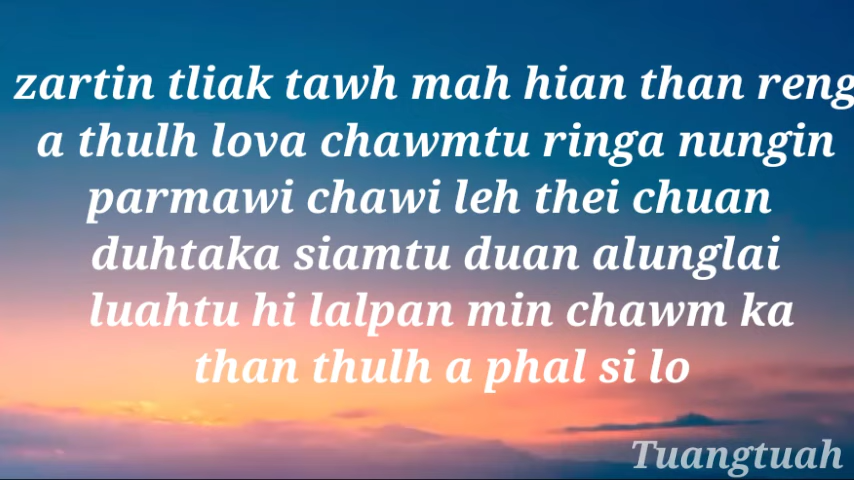 zartin tliak tawh mah hian than reng
a thulh lova chawmtu ringa nungin
parmawi chawi leh thei chuan
duhtaka siamtu duan alunglai
luahtu hi lalpan min chawm ka
than thulh a phal si lo
Tuangtuah